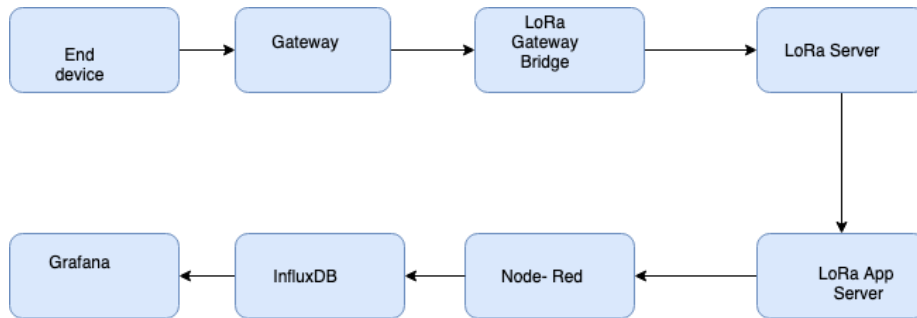 End
device
Gateway
LoRa
Gateway
Bridge
LoRa Server
Grafana
InfluxDB
Node- Red
LoRa App
Server